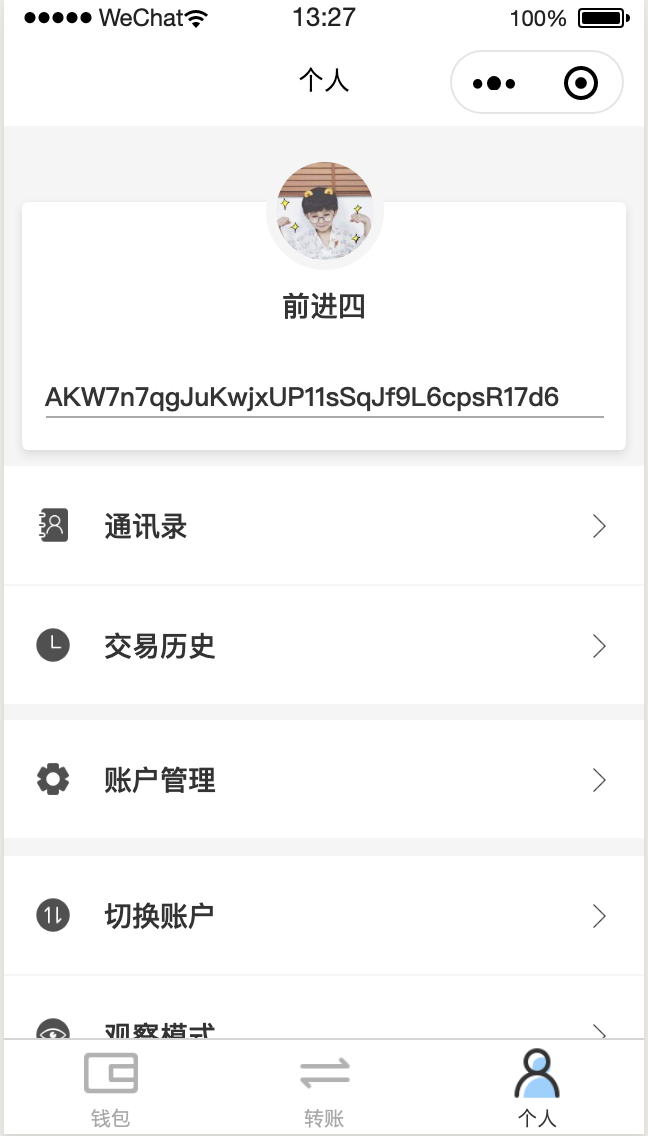 WeChat 13:27 100%
个人
前进四
AKW7n7qgJuKwjxUP11sSqJf9L6cpsR17d6
通讯录
交易历史
账户管理
切换账户
观察模式
钱包 转账 个人